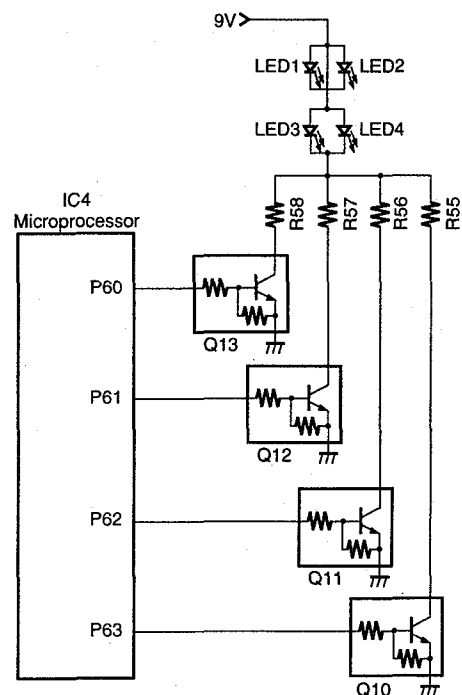 9V
LED1 LED2
LED3 LED4
R58 R57 R56 R55
IC4
Microprocessor
P60
Q13
P61
Q12
P62
Q11
P63
Q10